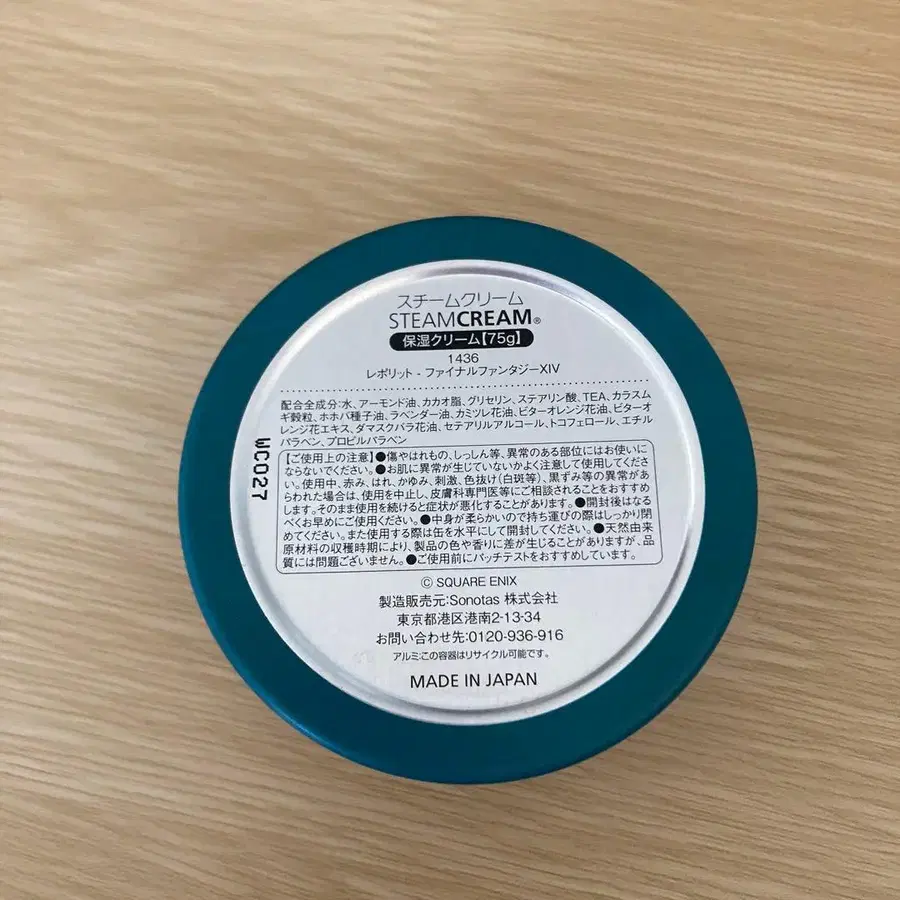 スチームクリーム
STEAMCREAM®
保湿クリーム【75g】
1436
レポリット - ファイナルファンタジーXIV
配合全成分:水、アーモンド油、カカオ脂、グリセリン、ステアリン酸、TEA、カラスム
ギ穀粒、ホホバ種子油、ラベンダー油、カミツレ花油、ビターオレンジ花油、ビターオ
レンジ花エキス、ダマスクバラ花油、セテアリルアルコール、トコフェロール、エチル
パラベン、プロピルパラベン
【ご使用上の注意】●傷やはれもの、しっしん等、異常のある部位にはお使いに
ならないでください。●お肌に異常が生じていないかよく注意して使用してくださ
い。使用中、赤み、はれ、かゆみ、刺激、色抜け(白斑等)、黒ずみ等の異常があ
らわれた場合は、使用を中止し、皮膚科専門医等にご相談されることをおすすめ
します。そのまま使用を続けると症状が悪化することがあります。●開封後はなる
べくお早めにご使用ください。●中身が柔らかいので持ち運びの際はしっかり閉
めてください。また使用する際は缶を水平にして開封してください。●天然由来
原材料の収穫時期により、製品の色や香りに差が生じることがありますが、品
質には問題ございません。●ご使用前にパッチテストをおすすめしています。
WC027
© SQUARE ENIX
製造販売元:Sonotas 株式会社
東京都港区港南2-13-34
お問い合わせ先:0120-936-916
アルミ:この容器はリサイクル可能です。
MADE IN JAPAN